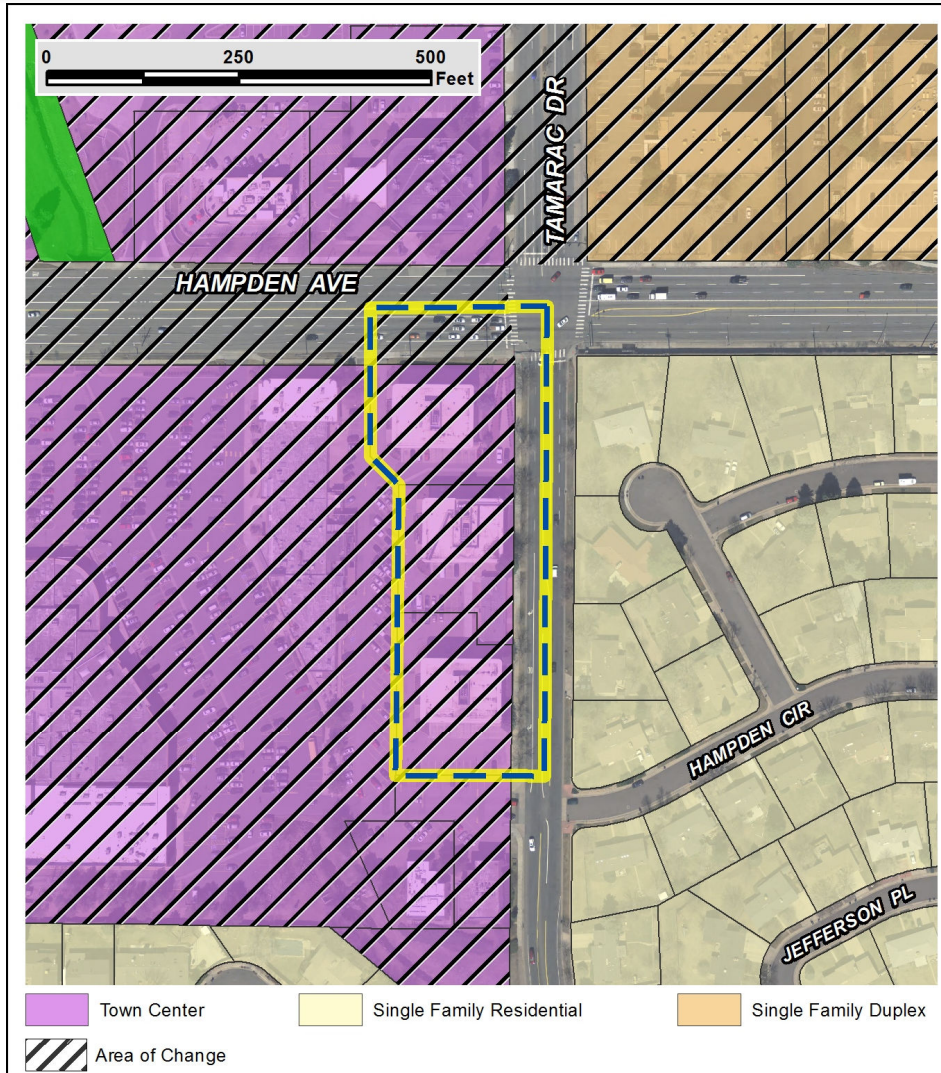 0 250 500
Feet
TAMARAC DR
HAMPDEN AVE
HAMPDEN CIR
JEFFERSON PL
Town Center
Single Family Residential
Single Family Duplex
Area of Change